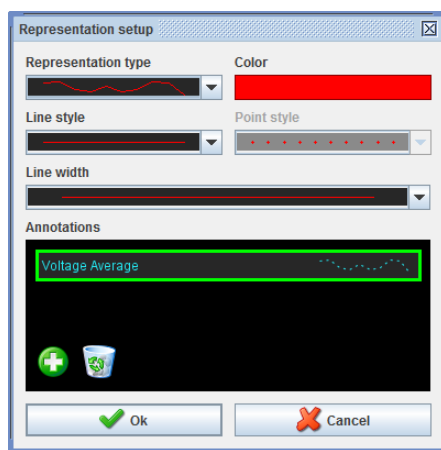 Representation setup
Representation type
Color
Line style
Point style
Line width
Annotations
Voltage Average
Ok
Cancel